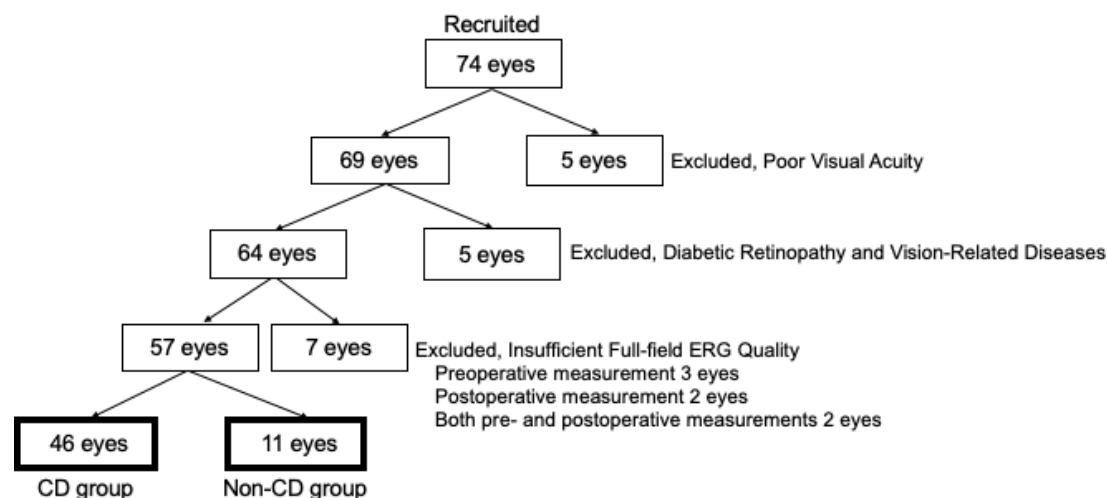 Recruited
74 eyes
69 eyes
5 eyes
Excluded, Poor Visual Acuity
64 eyes
5 eyes
Excluded, Diabetic Retinopathy and Vision-Related Diseases
57 eyes
7 eyes
Excluded, Insufficient Full-field ERG Quality
Preoperative measurement 3 eyes
Postoperative measurement 2 eyes
Both pre- and postoperative measurements 2 eyes
46 eyes
11 eyes
CD group
Non-CD group